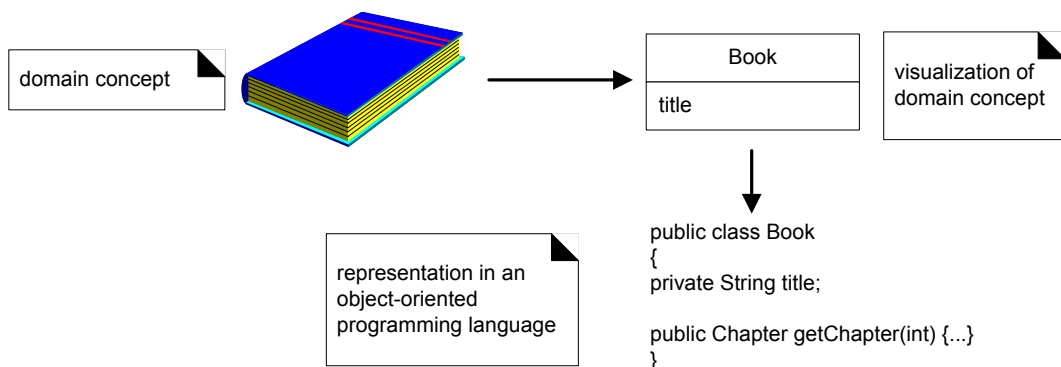 domain concept
Book
title
visualization of
domain concept
representation in an
object-oriented
programming language
public class Book
{
private String title;
public Chapter getChapter(int) {...}
}